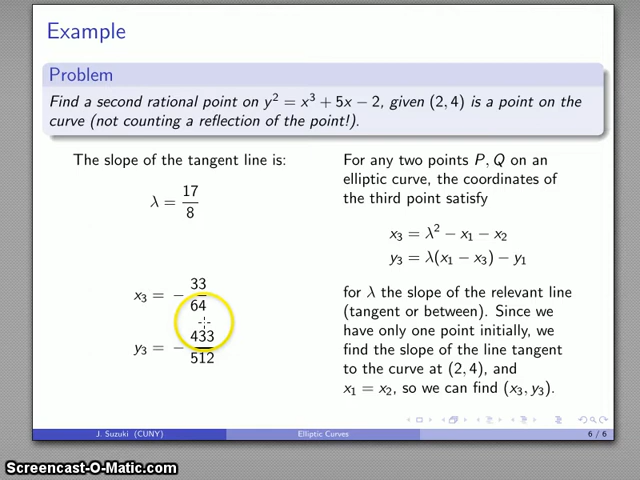 Example
Problem
Find a second rational point on y² = x³ + 5x − 2, given (2, 4) is a point on the
curve (not counting a reflection of the point!).
The slope of the tangent line is:
λ = 17/8
x₃ = − 33/64
y₃ = − 433/512
For any two points P, Q on an
elliptic curve, the coordinates of
the third point satisfy
x₃ = λ² − x₁ − x₂
y₃ = λ(x₁ − x₃) − y₁
for λ the slope of the relevant line
(tangent or between). Since we
have only one point initially, we
find the slope of the line tangent
to the curve at (2, 4), and
x₁ = x₂, so we can find (x₃, y₃).
J. Suzuki (CUNY)
Elliptic Curves
6 / 6
Screencast-O-Matic.com